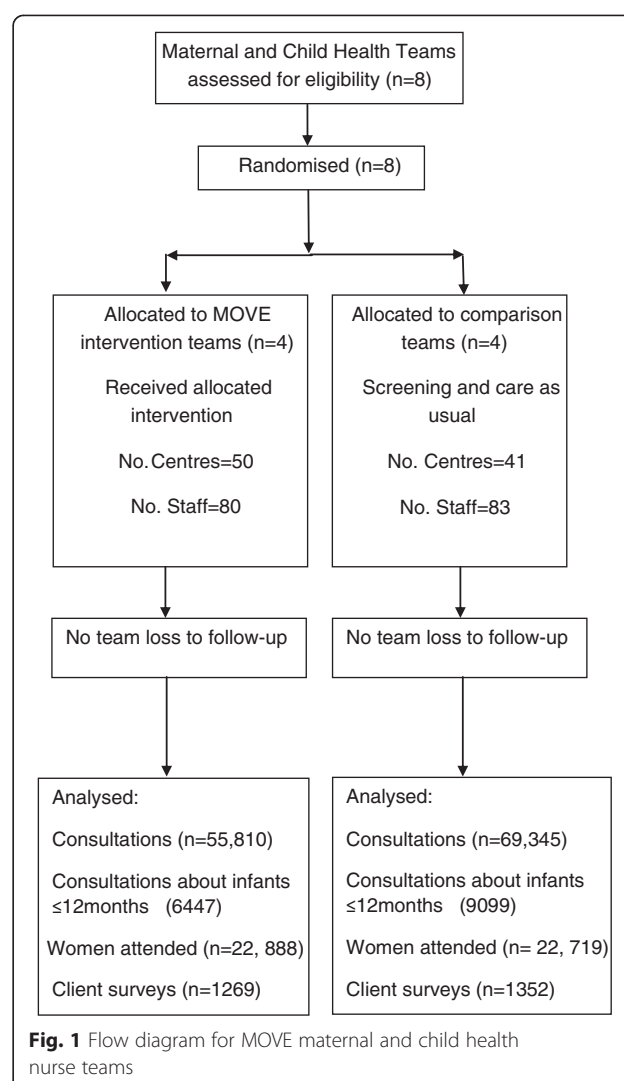 Maternal and Child Health Teams
assessed for eligibility (n=8)
Randomised (n=8)
Allocated to MOVE
intervention teams (n=4)
Received allocated
intervention
No. Centres=50
No. Staff=80
Allocated to comparison
teams (n=4)
Screening and care as
usual
No. Centres=41
No. Staff=83
No team loss to follow-up
No team loss to follow-up
Analysed:
Consultations (n=55,810)
Consultations about infants
≤12months (6447)
Women attended (n=22, 888)
Client surveys (n=1269)
Analysed:
Consultations (n=69,345)
Consultations about infants
≤12months (9099)
Women attended (n= 22, 719)
Client surveys (n=1352)
Fig. 1 Flow diagram for MOVE maternal and child health
nurse teams